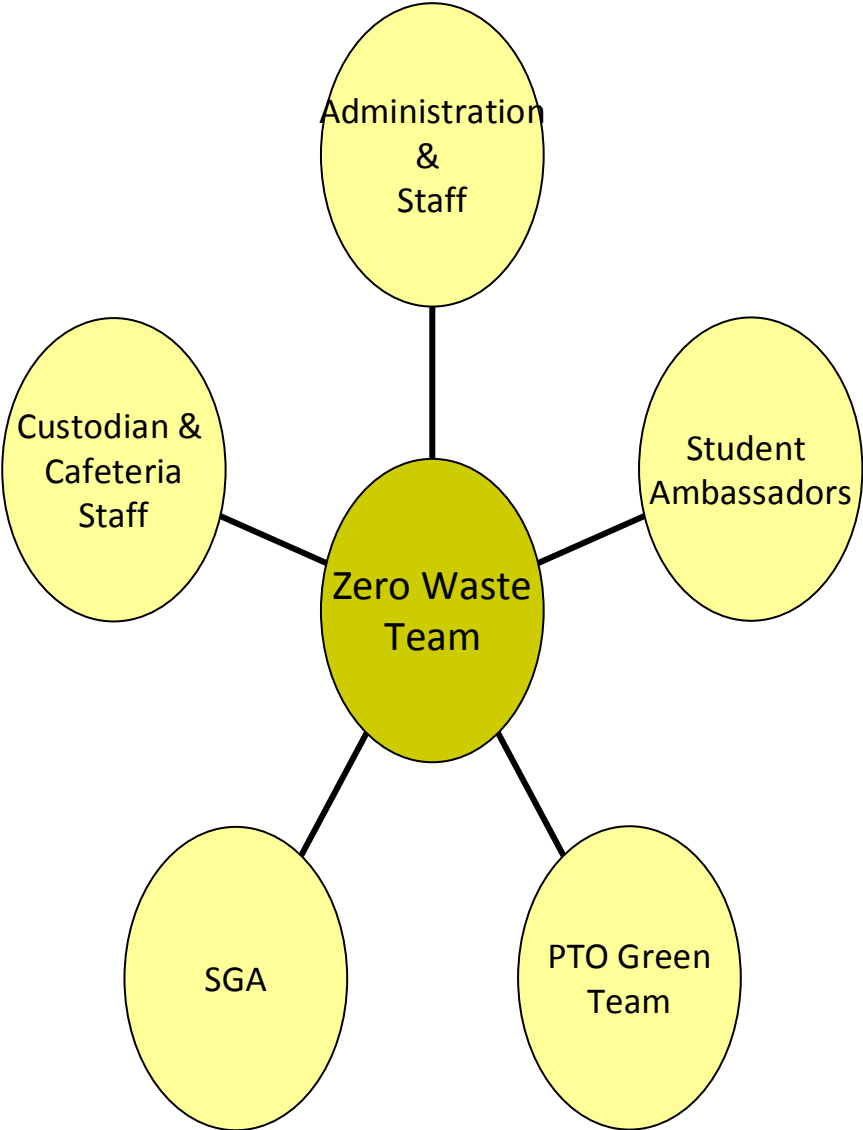 Administration
&
Staff
Custodian &
Cafeteria
Staff
Student
Ambassadors
Zero Waste
Team
SGA
PTO Green
Team